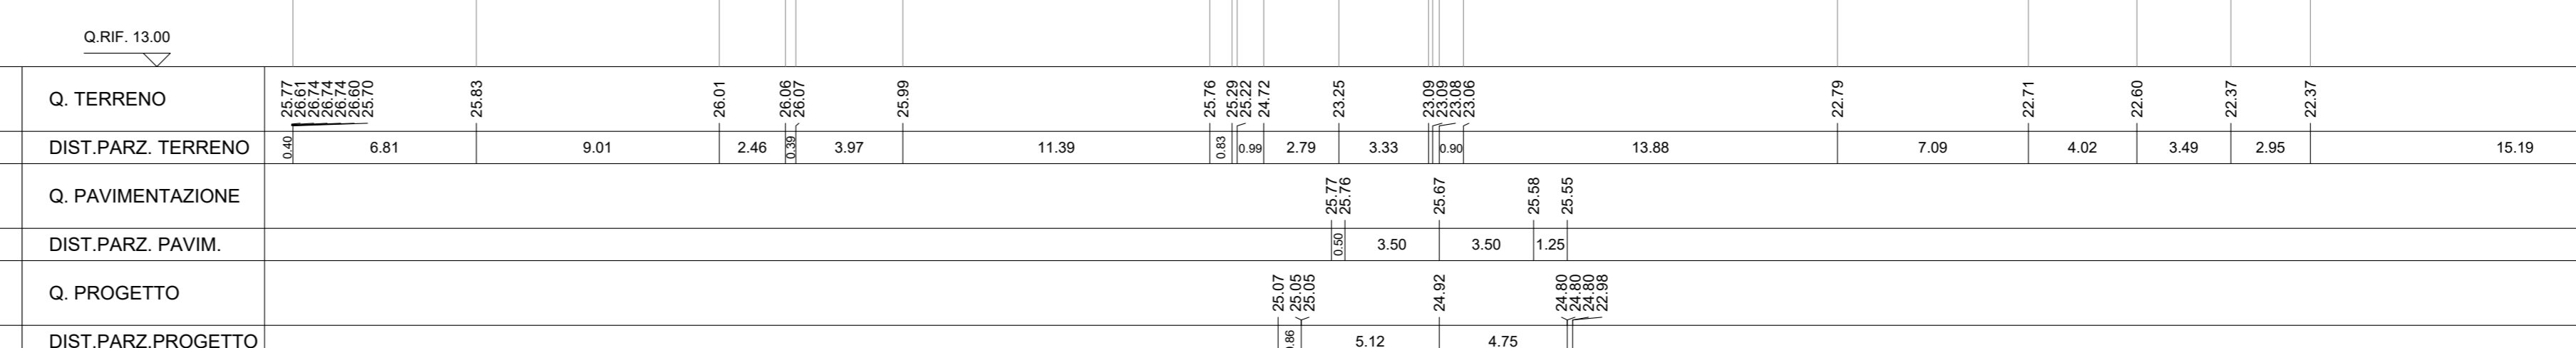 Q.RIF. 13.00
Q. TERRENO 25.77 26.61 26.74 26.74 26.74 26.60 25.70 25.83 26.01 26.06 26.07 25.99 25.76 25.29 25.22 24.72 23.25 23.09 23.09 23.08 23.06 22.79 22.71 22.60 22.37 22.37
DIST.PARZ. TERRENO 0.40 6.81 9.01 2.46 0.39 3.97 11.39 0.83 0.99 2.79 3.33 0.90 13.88 7.09 4.02 3.49 2.95 15.19
Q. PAVIMENTAZIONE 25.77 25.76 25.67 25.58 25.55
DIST.PARZ. PAVIM. 0.50 3.50 3.50 1.25
Q. PROGETTO 25.07 25.05 25.05 24.92 24.80 24.80 24.80 22.98
DIST.PARZ.PROGETTO 5.12 4.75